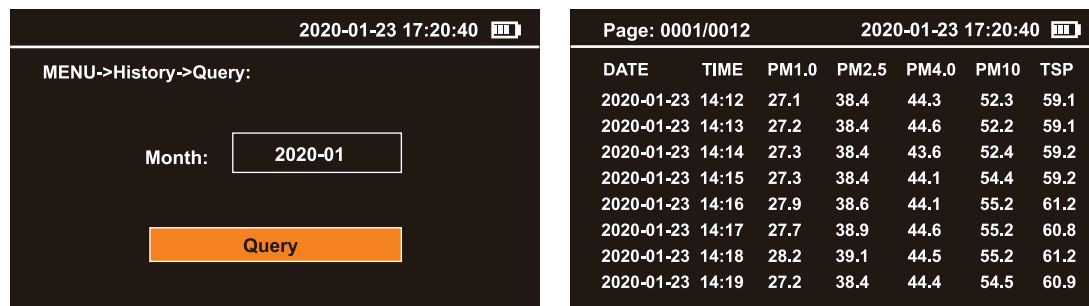 2020-01-23 17:20:40
MENU->History->Query:
Month: 2020-01
Query
Page: 0001/0012 2020-01-23 17:20:40
DATE TIME PM1.0 PM2.5 PM4.0 PM10 TSP
2020-01-23 14:12 27.1 38.4 44.3 52.3 59.1
2020-01-23 14:13 27.2 38.4 44.6 52.2 59.1
2020-01-23 14:14 27.3 38.4 43.6 52.4 59.2
2020-01-23 14:15 27.3 38.4 44.1 54.4 59.2
2020-01-23 14:16 27.9 38.6 44.1 55.2 61.2
2020-01-23 14:17 27.7 38.9 44.6 55.2 60.8
2020-01-23 14:18 28.2 39.1 44.5 55.2 61.2
2020-01-23 14:19 27.2 38.4 44.4 54.5 60.9